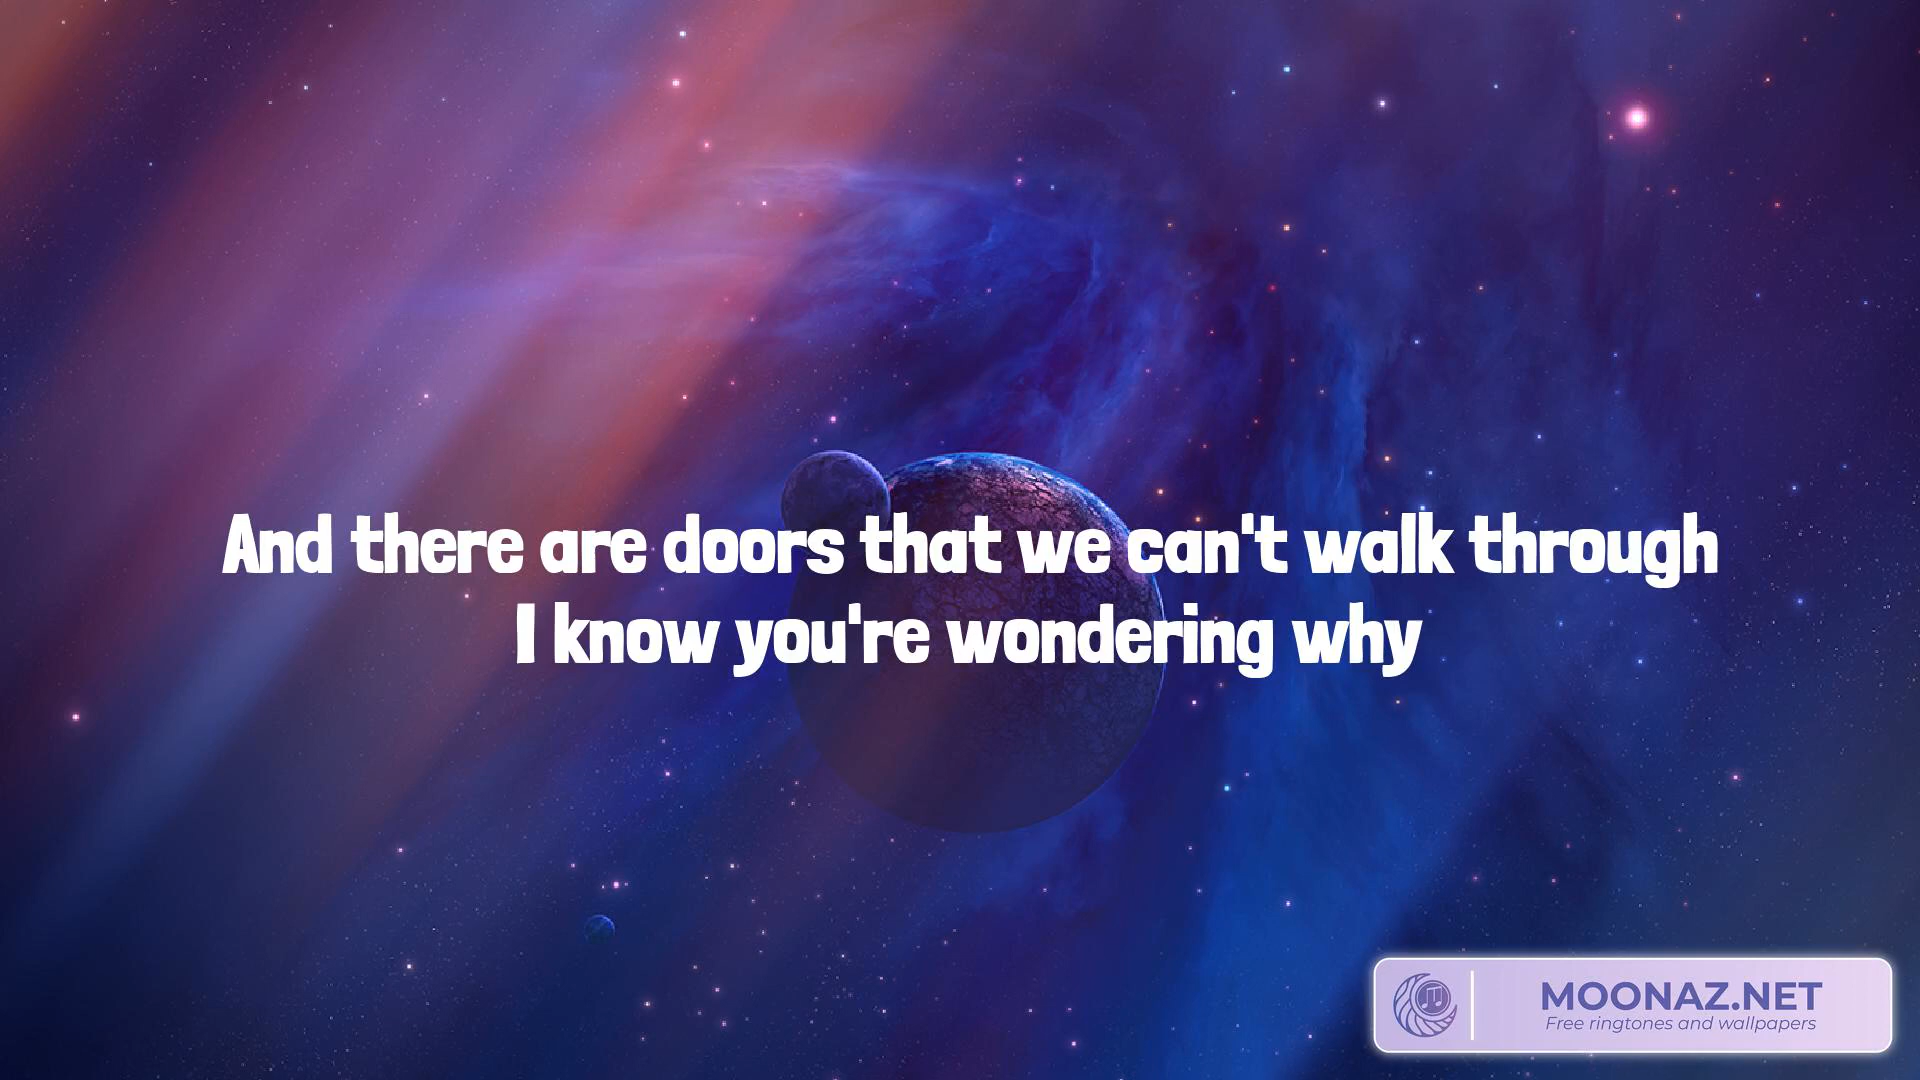 And there are doors that we can't walk through
I know you're wondering why
MOONAZ.NET
Free ringtones and wallpapers